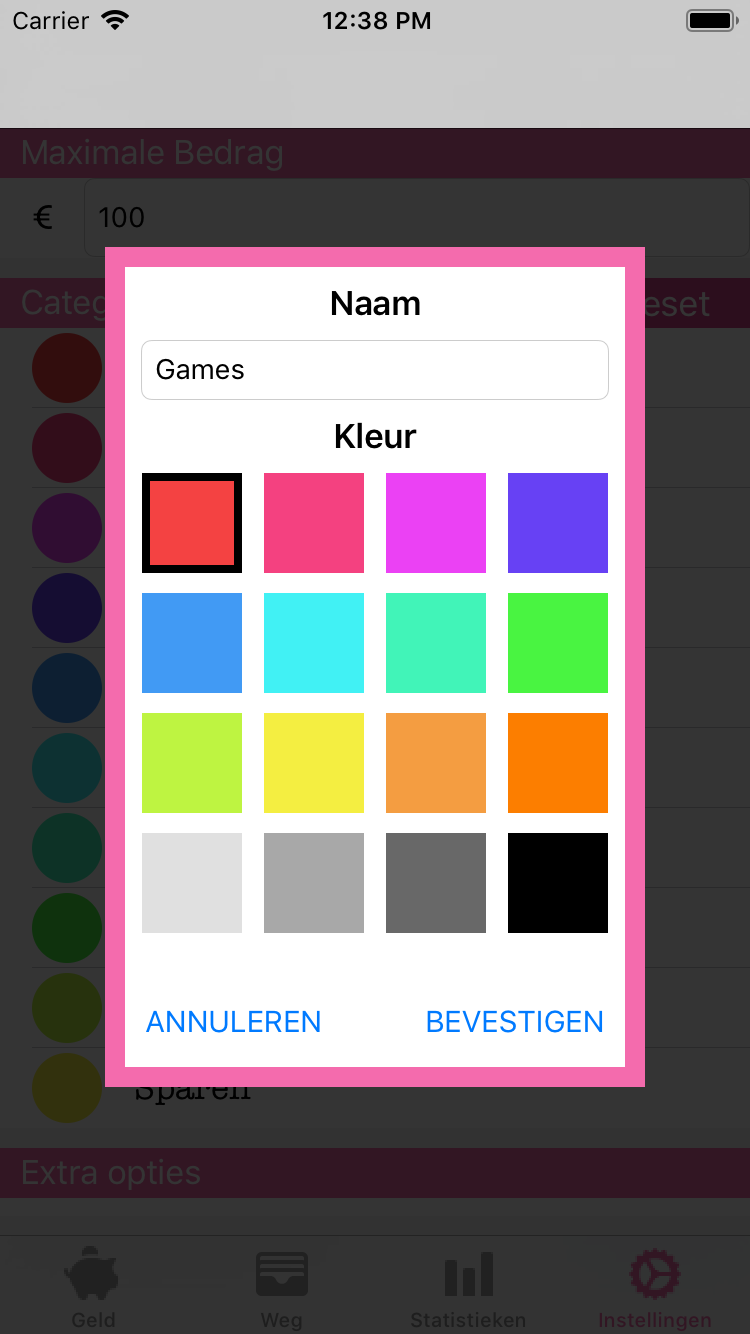 Carrier 12:38 PM
Maximale Bedrag
€ 100
Categ eset
Naam
Games
Kleur
ANNULEREN BEVESTIGEN
Sparen
Extra opties
Geld Weg Statistieken Instellingen